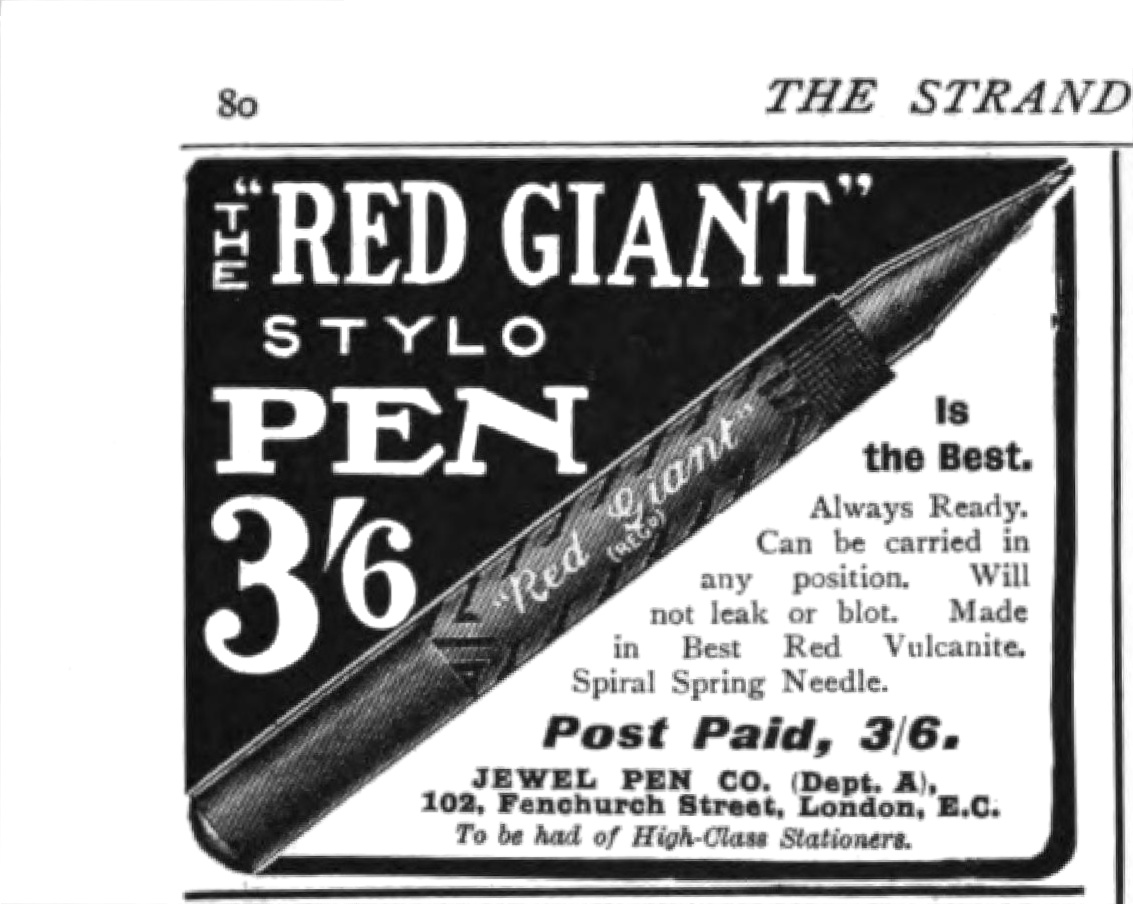 80
THE STRAND
THE "RED GIANT"
STYLO
PEN
3/6
"Red Giant"
(REGD)
Is
the Best.
Always Ready.
Can be carried in
any position. Will
not leak or blot. Made
in Best Red Vulcanite.
Spiral Spring Needle.
Post Paid, 3/6.
JEWEL PEN CO. (Dept. A),
102, Fenchurch Street, London, E.C.
To be had of High-Class Stationers.